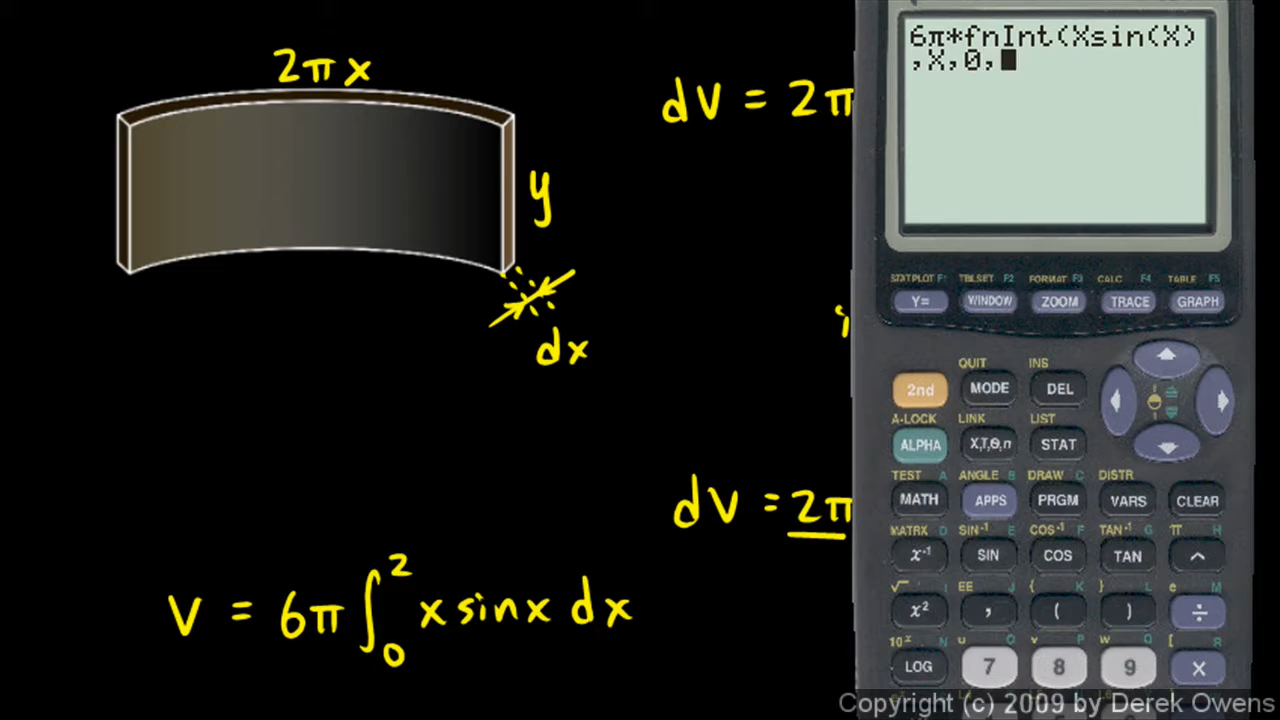 2πx
y
dx
dV = 2π
dV = 2π
V = 6π ∫₀² x sinx dx
6π*fnInt(Xsin(X)
,X,0,
STAT PLOT F1 TBLSET F2 FORMAT F3 CALC F4 TABLE F5
Y= WINDOW ZOOM TRACE GRAPH
QUIT INS
2nd MODE DEL
A-LOCK LINK LIST
ALPHA X,T,Θ,n STAT
TEST A ANGLE B DRAW C DISTR
MATH APPS PRGM VARS CLEAR
MATRX D SIN⁻¹ E COS⁻¹ F TAN⁻¹ G π H
x⁻¹ SIN COS TAN ^
√ I EE J { K } L e M
x² , ( ) ÷
10ˣ N u O v P w Q [ R
LOG 7 8 9 ×
Copyright (c) 2009 by Derek Owens